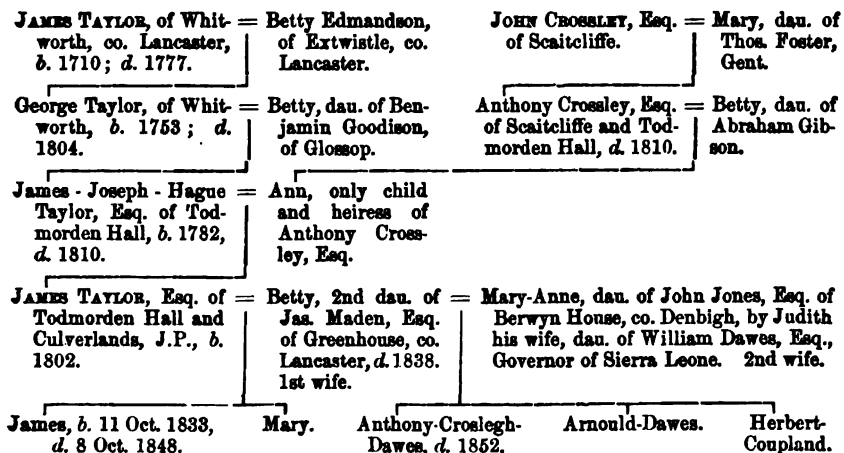 JAMES TAYLOR, of Whit- = Betty Edmandson, JOHN CROSSLEY, Esq. = Mary, dau. of
worth, co. Lancaster, of Extwistle, co. of Scaitcliffe. Thos. Foster,
b. 1710; d. 1777. Lancaster. Gent.
George Taylor, of Whit- = Betty, dau. of Ben- Anthony Crossley, Esq. = Betty, dau. of
worth, b. 1753; d. jamin Goodison, of Scaitcliffe and Tod- Abraham Gib-
1804. of Glossop. morden Hall, d. 1810. son.
James-Joseph-Hague = Ann, only child
Taylor, Esq. of Tod- and heiress of
morden Hall, b. 1782, Anthony Cross-
d. 1810. ley, Esq.
JAMES TAYLOR, Esq. of = Betty, 2nd dau. of = Mary-Anne, dau. of John Jones, Esq. of
Todmorden Hall and Jas. Maden, Esq. Berwyn House, co. Denbigh, by Judith
Culverlands, J.P., b. of Greenhouse, co. his wife, dau. of William Dawes, Esq.,
1802. Lancaster, d. 1838. Governor of Sierra Leone. 2nd wife.
1st wife.
James, b. 11 Oct. 1833, Mary. Anthony-Croslegh- Arnould-Dawes. Herbert-
d. 8 Oct. 1848. Dawes, d. 1852. Coupland.